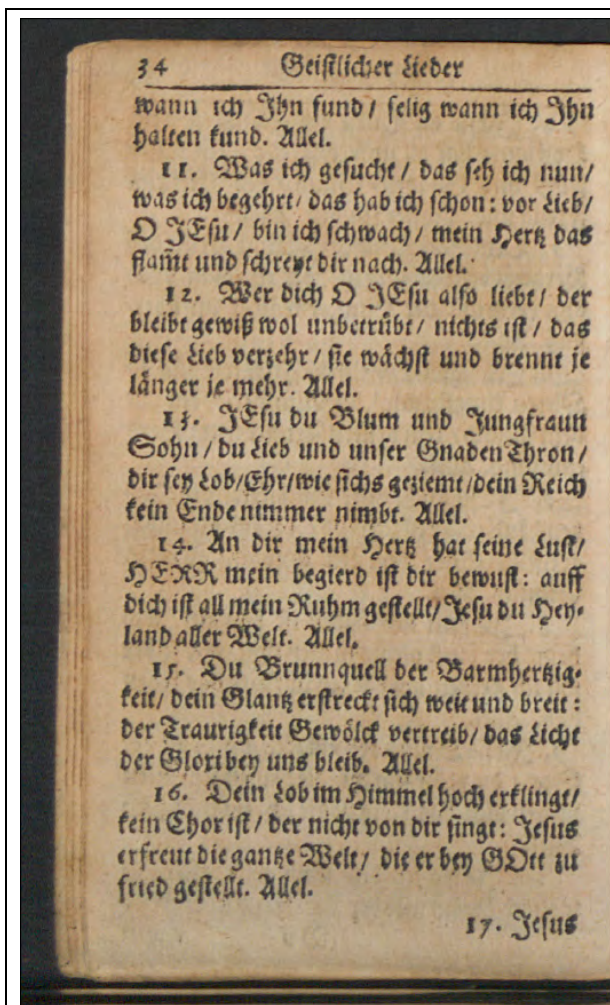 34 Geistlicher Lieder
wann ich Jhn fund / selig wann ich Jhn
halten kund. Allel.
11. Was ich gesucht / das seh ich nun/
was ich begehrt/ das hab ich schon: vor Lieb/
O JEsu / bin ich schwach / mein Hertz das
flam̃t und schreyt dir nach. Allel.
12. Wer dich O JEsu also liebt / der
bleibt gewiß wol unbetrübt / nichts ist / das
diese Lieb verzehr / sie wächst und brennt je
länger je mehr. Allel.
13. JEsu du Blum und Jungfraun
Sohn / du Lieb und unser GnadenThron /
dir sey Lob/Ehr/wie sichs geziemt /dein Reich
kein Ende nimmer nimbt. Allel.
14. An dir mein Hertz hat seine Lust/
HERR mein begierd ist dir bewust: auff
dich ist all mein Ruhm gestellt/Jesu du Hey-
land aller Welt. Allel.
15. Du Brunnquell der Barmhertzig-
keit/ dein Glantz erstreckt sich weit und breit :
der Traurigkeit Gewölck vertreib/ das Licht
der Glori bey uns bleib. Allel.
16. Dein Lob im Himmel hoch erklingt/
kein Chor ist / der nicht von dir singt: Jesus
erfreut die gantze Welt/ die er bey GOtt zu
fried gestellt. Allel.
17. Jesus